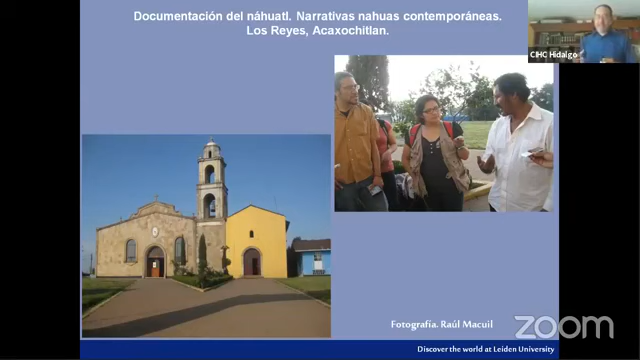 Documentación del náhuatl. Narrativas nahuas contemporáneas.
Los Reyes, Acaxochitlan.
CIHC Hidalgo
Fotografía. Raúl Macuil
zoom
Discover the world at Leiden University